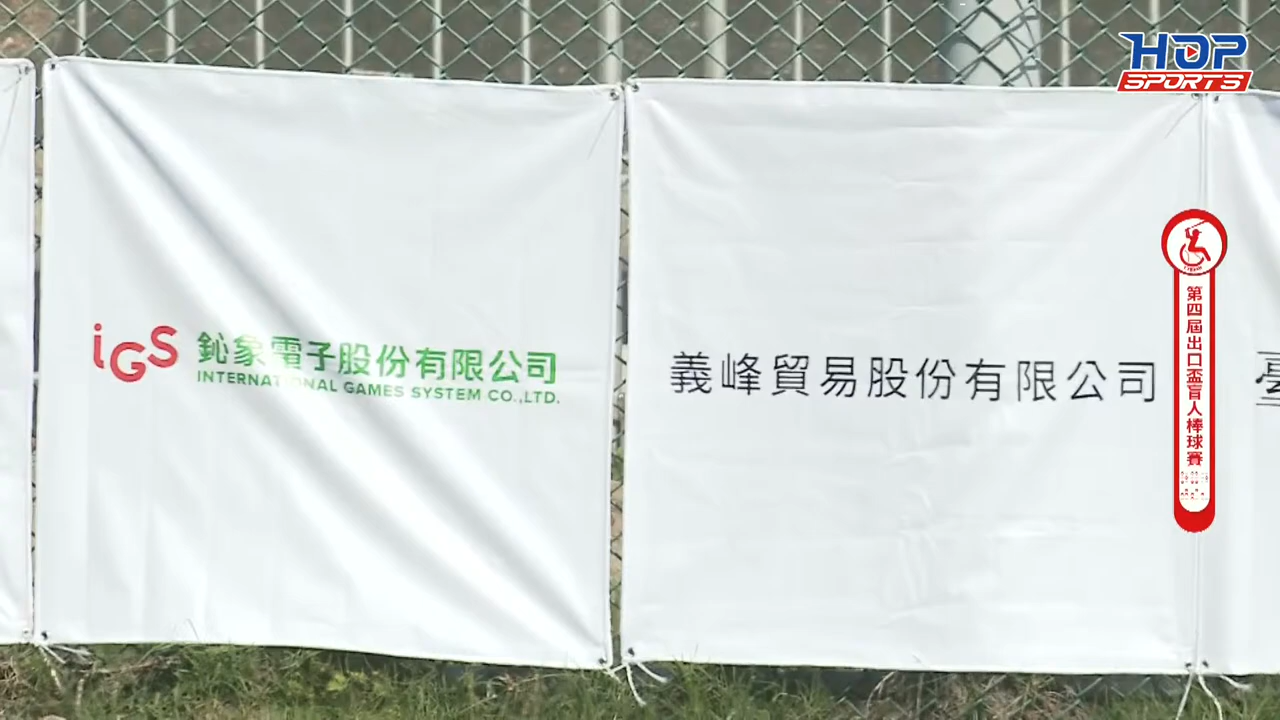 HOP
SPORTS
iGS
鈊象電子股份有限公司
INTERNATIONAL GAMES SYSTEM CO.,LTD.
義峰貿易股份有限公司
第四屆出口盃盲人棒球賽